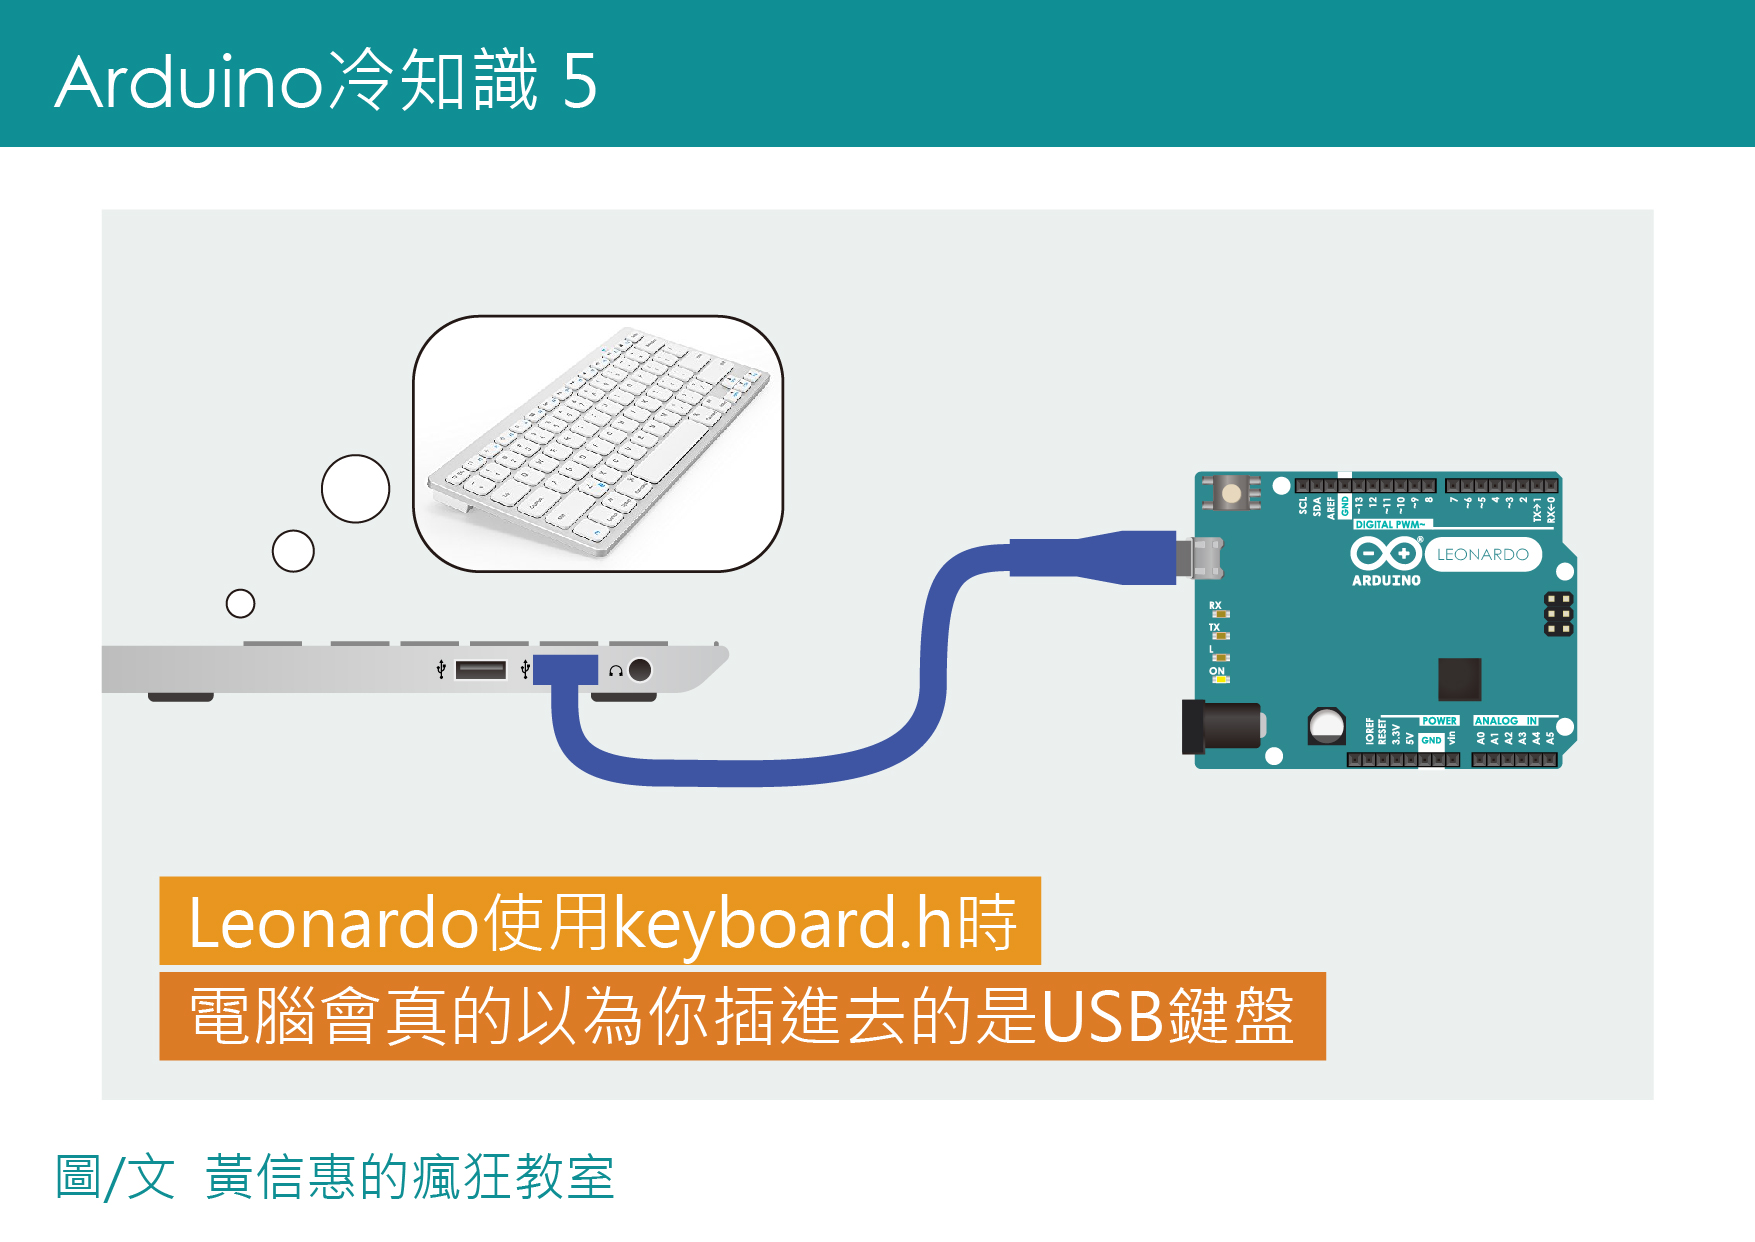 Arduino冷知識 5
SCL
SDA
AREF
GND
~13
12
~11
~10
~9
8
7
~6
~5
4
~3
2
TX→1
RX←0
DIGITAL PWM~
LEONARDO
ARDUINO
RX
TX
L
ON
IOREF
RESET
3.3V
5V
GND
vin
POWER
ANALOG IN
A0
A1
A2
A3
A4
A5
Leonardo使用keyboard.h時
電腦會真的以為你插進去的是USB鍵盤
圖/文 黃信惠的瘋狂教室